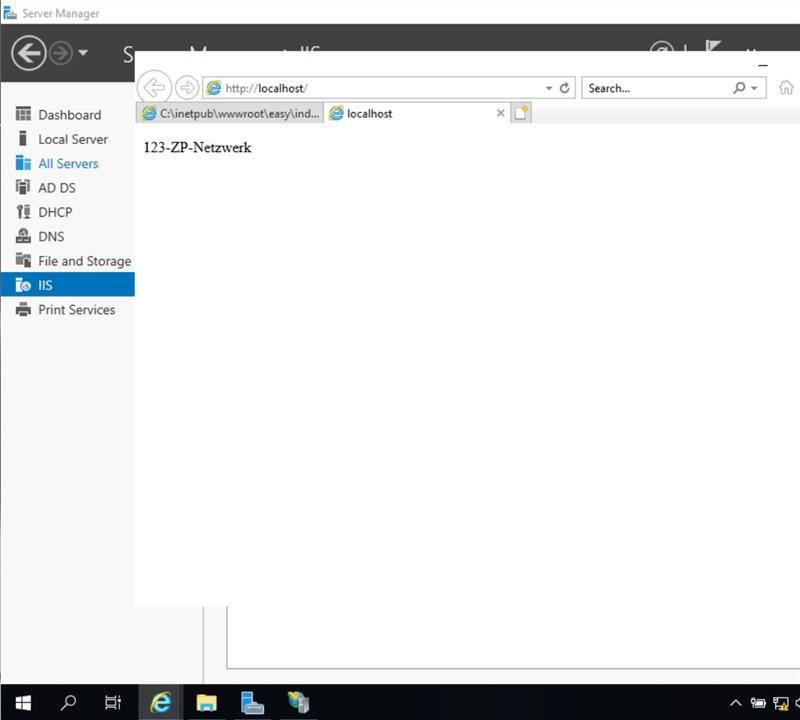 Server Manager
http://localhost/
Search...
C:\inetpub\wwwroot\easy\ind...
localhost
123-ZP-Netzwerk
Dashboard
Local Server
All Servers
AD DS
DHCP
DNS
File and Storage
IIS
Print Services